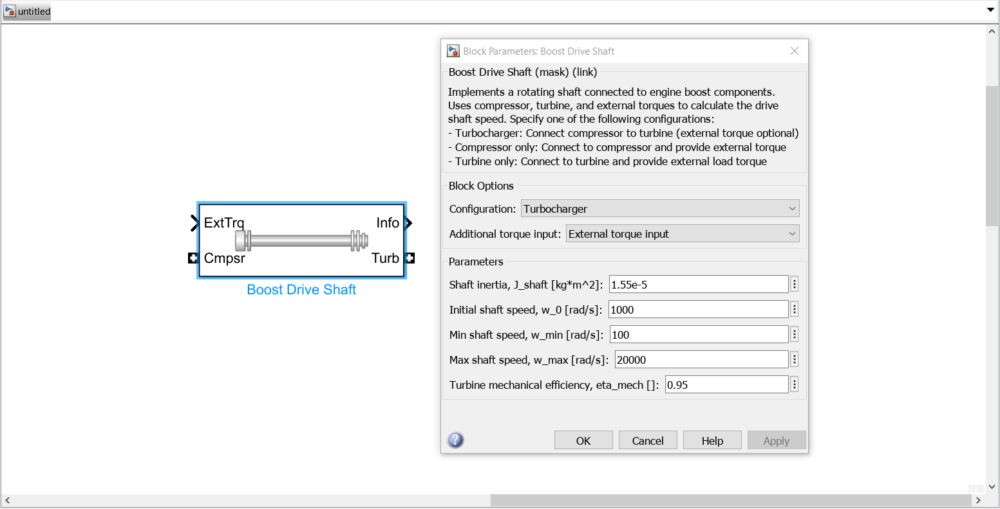 untitled
Block Parameters: Boost Drive Shaft
Boost Drive Shaft (mask) (link)
Implements a rotating shaft connected to engine boost components.
Uses compressor, turbine, and external torques to calculate the drive
shaft speed. Specify one of the following configurations:
- Turbocharger: Connect compressor to turbine (external torque optional)
- Compressor only: Connect to compressor and provide external torque
- Turbine only: Connect to turbine and provide external load torque
Block Options
Configuration: Turbocharger
Additional torque input: External torque input
Parameters
Shaft inertia, J_shaft [kg*m^2]: 1.55e-5
Initial shaft speed, w_0 [rad/s]: 1000
Min shaft speed, w_min [rad/s]: 100
Max shaft speed, w_max [rad/s]: 20000
Turbine mechanical efficiency, eta_mech []: 0.95
OK Cancel Help Apply
ExtTrq Info
Cmpsr Turb
Boost Drive Shaft